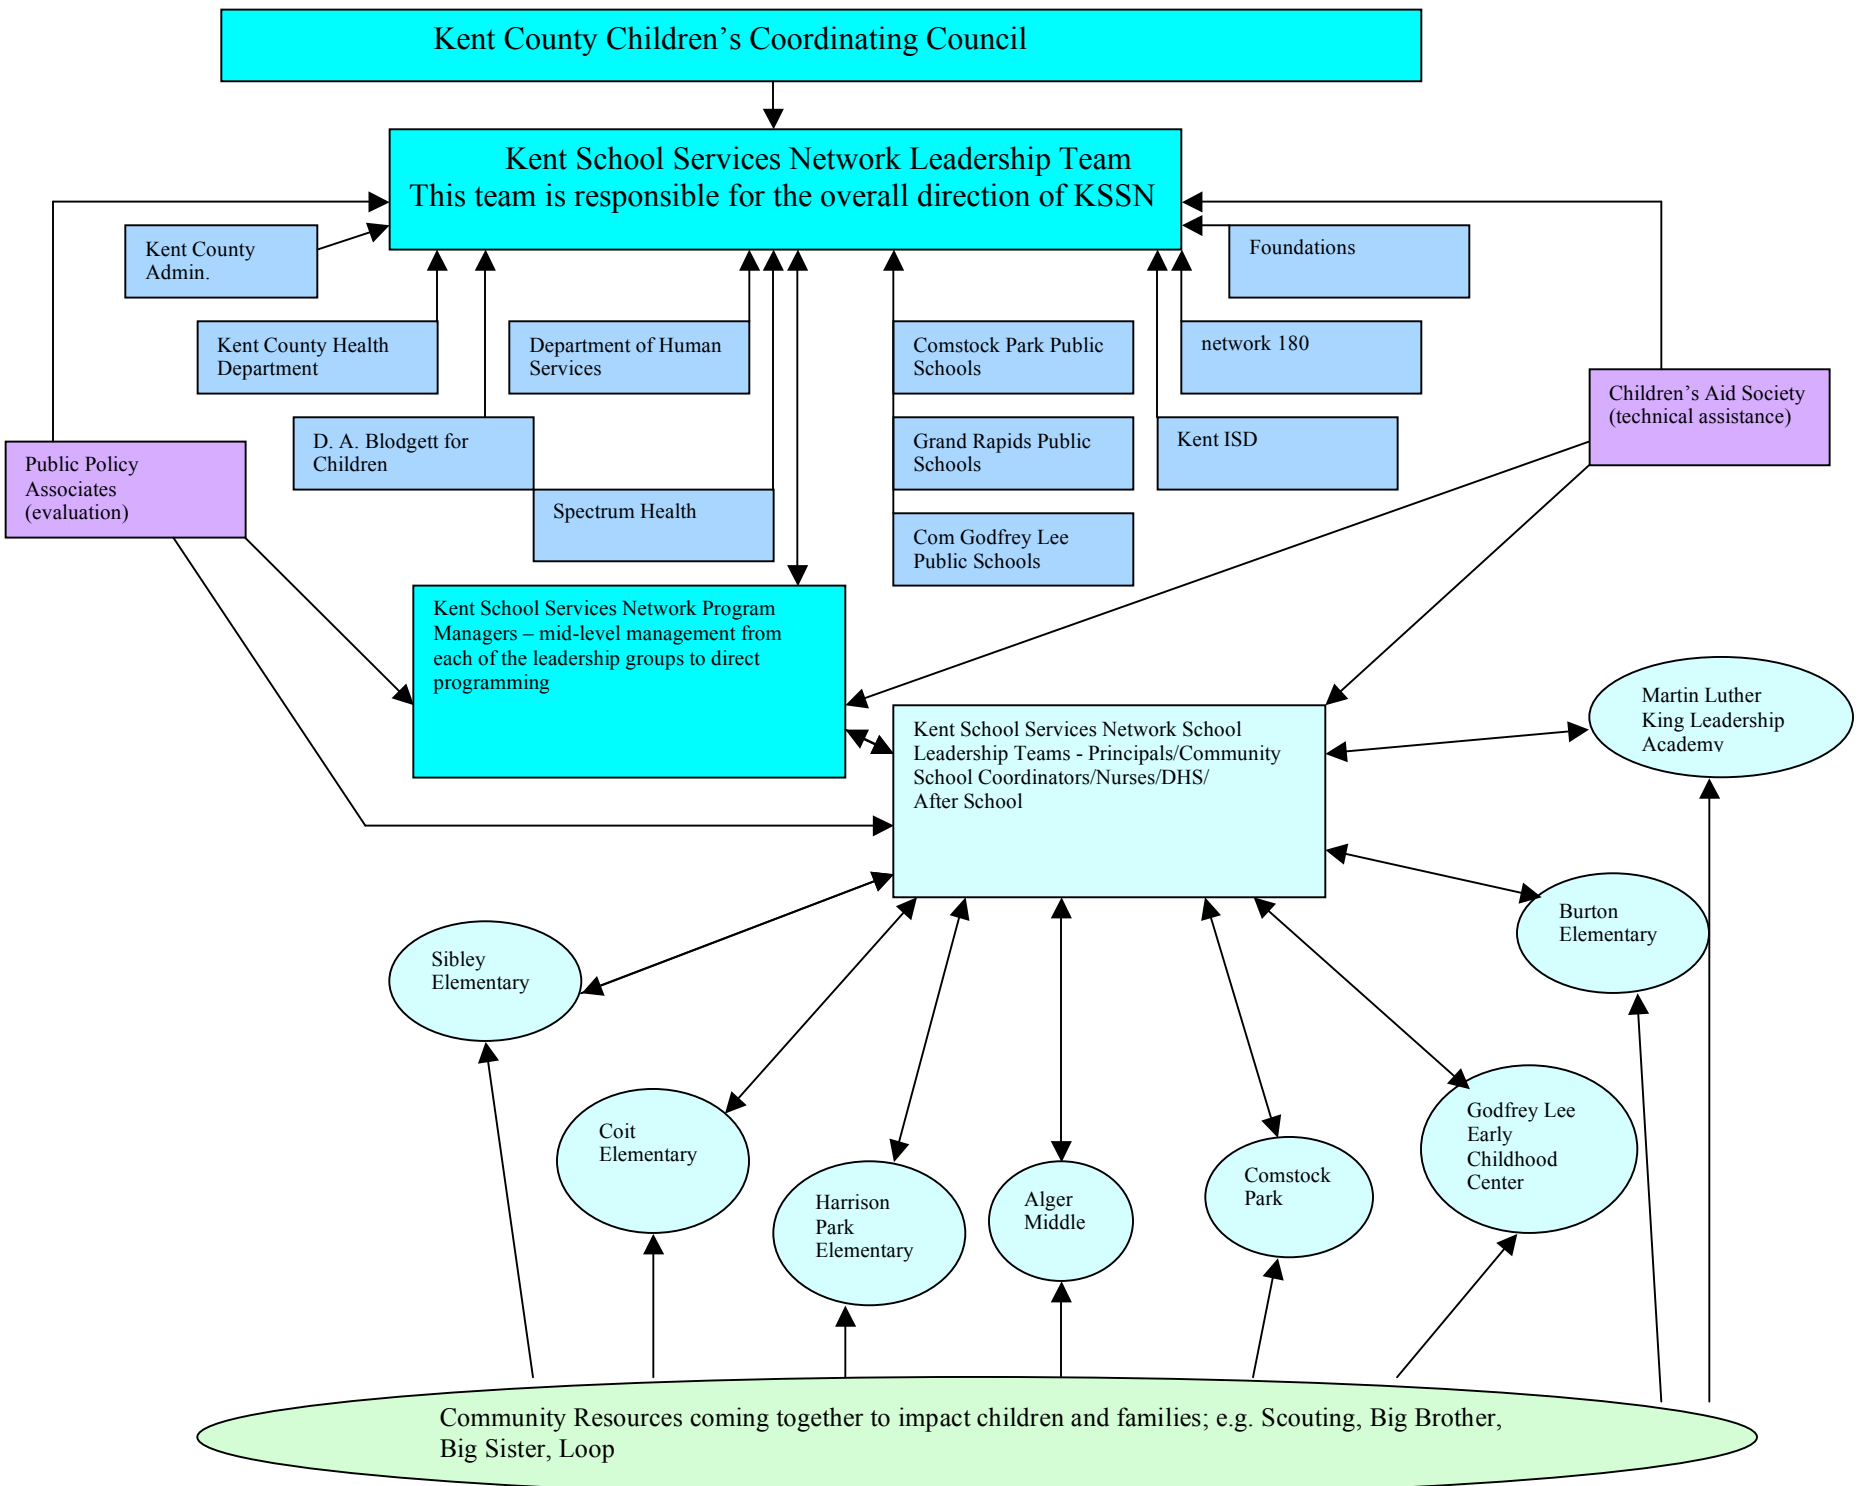 Kent County Children’s Coordinating Council
Kent School Services Network Leadership Team
This team is responsible for the overall direction of KSSN
Kent County
Admin.
Foundations
Kent County Health
Department
Department of Human
Services
Comstock Park Public
Schools
network 180
Children’s Aid Society
(technical assistance)
D. A. Blodgett for
Children
Grand Rapids Public
Schools
Kent ISD
Public Policy
Associates
(evaluation)
Spectrum Health
Com Godfrey Lee
Public Schools
Kent School Services Network Program
Managers – mid-level management from
each of the leadership groups to direct
programming
Kent School Services Network School
Leadership Teams - Principals/Community
School Coordinators/Nurses/DHS/
After School
Martin Luther
King Leadership
Academy
Burton
Elementary
Sibley
Elementary
Coit
Elementary
Harrison
Park
Elementary
Alger
Middle
Comstock
Park
Godfrey Lee
Early
Childhood
Center
Community Resources coming together to impact children and families; e.g. Scouting, Big Brother,
Big Sister, Loop